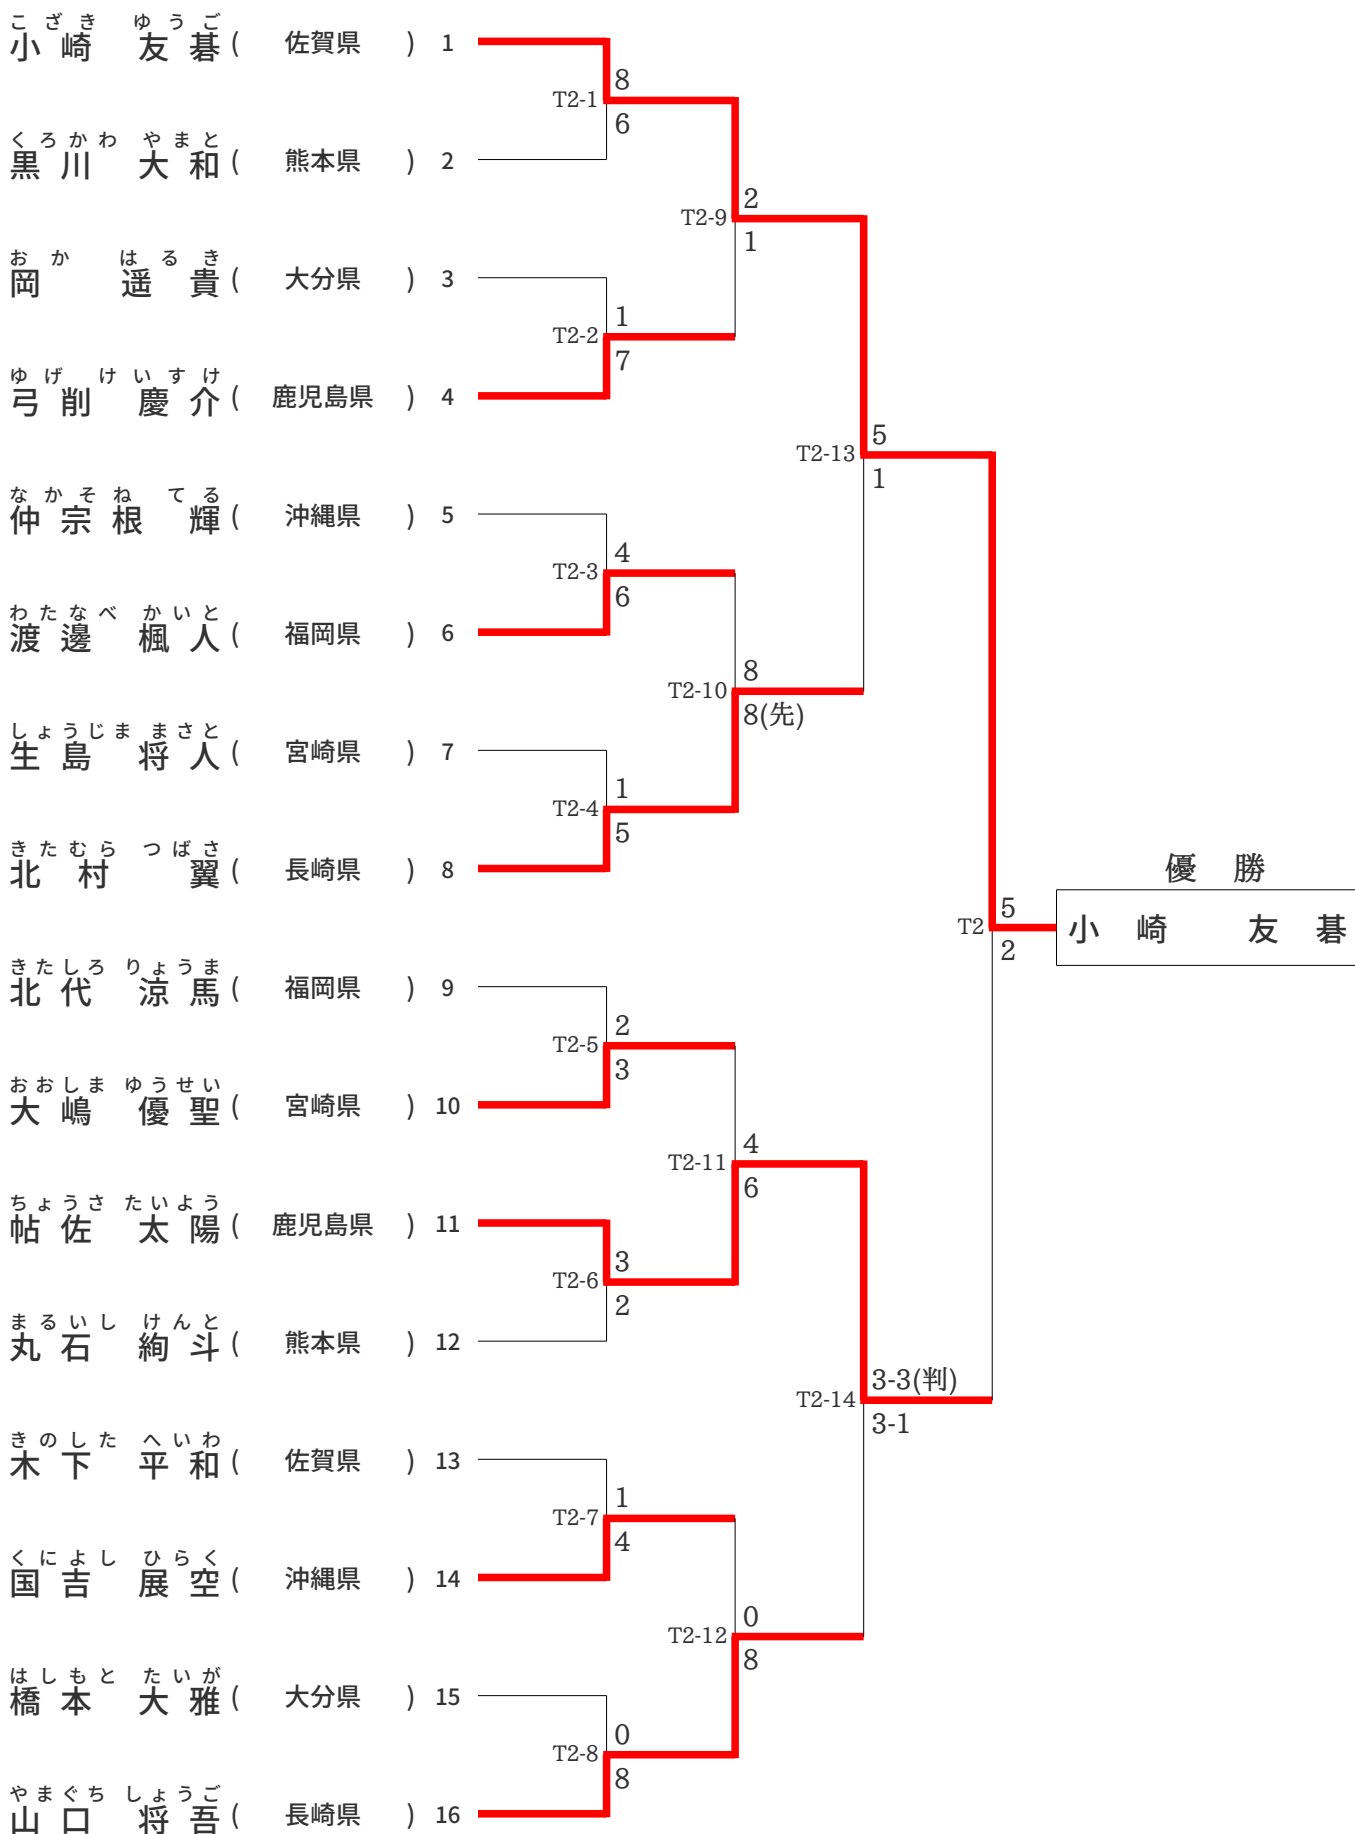 こざき ゆうご
小崎 友碁 ( 佐賀県 ) 1
8
T2-1
6
くろかわ やまと
黒川 大和 ( 熊本県 ) 2
2
T2-9
1
おか はるき
岡 遥貴 ( 大分県 ) 3
1
T2-2
7
ゆげ けいすけ
弓削 慶介 ( 鹿児島県 ) 4
5
T2-13
1
なかそね てる
仲宗根 輝 ( 沖縄県 ) 5
4
T2-3
6
わたなべ かいと
渡邊 楓人 ( 福岡県 ) 6
8
T2-10
8(先)
しょうじま まさと
生島 将人 ( 宮崎県 ) 7
1
T2-4
5
きたむら つばさ
北村 翼 ( 長崎県 ) 8
優 勝
5
T2
2
小崎 友碁
きたしろ りょうま
北代 涼馬 ( 福岡県 ) 9
2
T2-5
3
おおしま ゆうせい
大嶋 優聖 ( 宮崎県 ) 10
4
T2-11
6
ちょうさ たいよう
帖佐 太陽 ( 鹿児島県 ) 11
3
T2-6
2
まるいし けんと
丸石 絢斗 ( 熊本県 ) 12
3-3(判)
T2-14
3-1
きのした へいわ
木下 平和 ( 佐賀県 ) 13
1
T2-7
4
くによし ひらく
国吉 展空 ( 沖縄県 ) 14
0
T2-12
8
はしもと たいが
橋本 大雅 ( 大分県 ) 15
0
T2-8
8
やまぐち しょうご
山口 将吾 ( 長崎県 ) 16